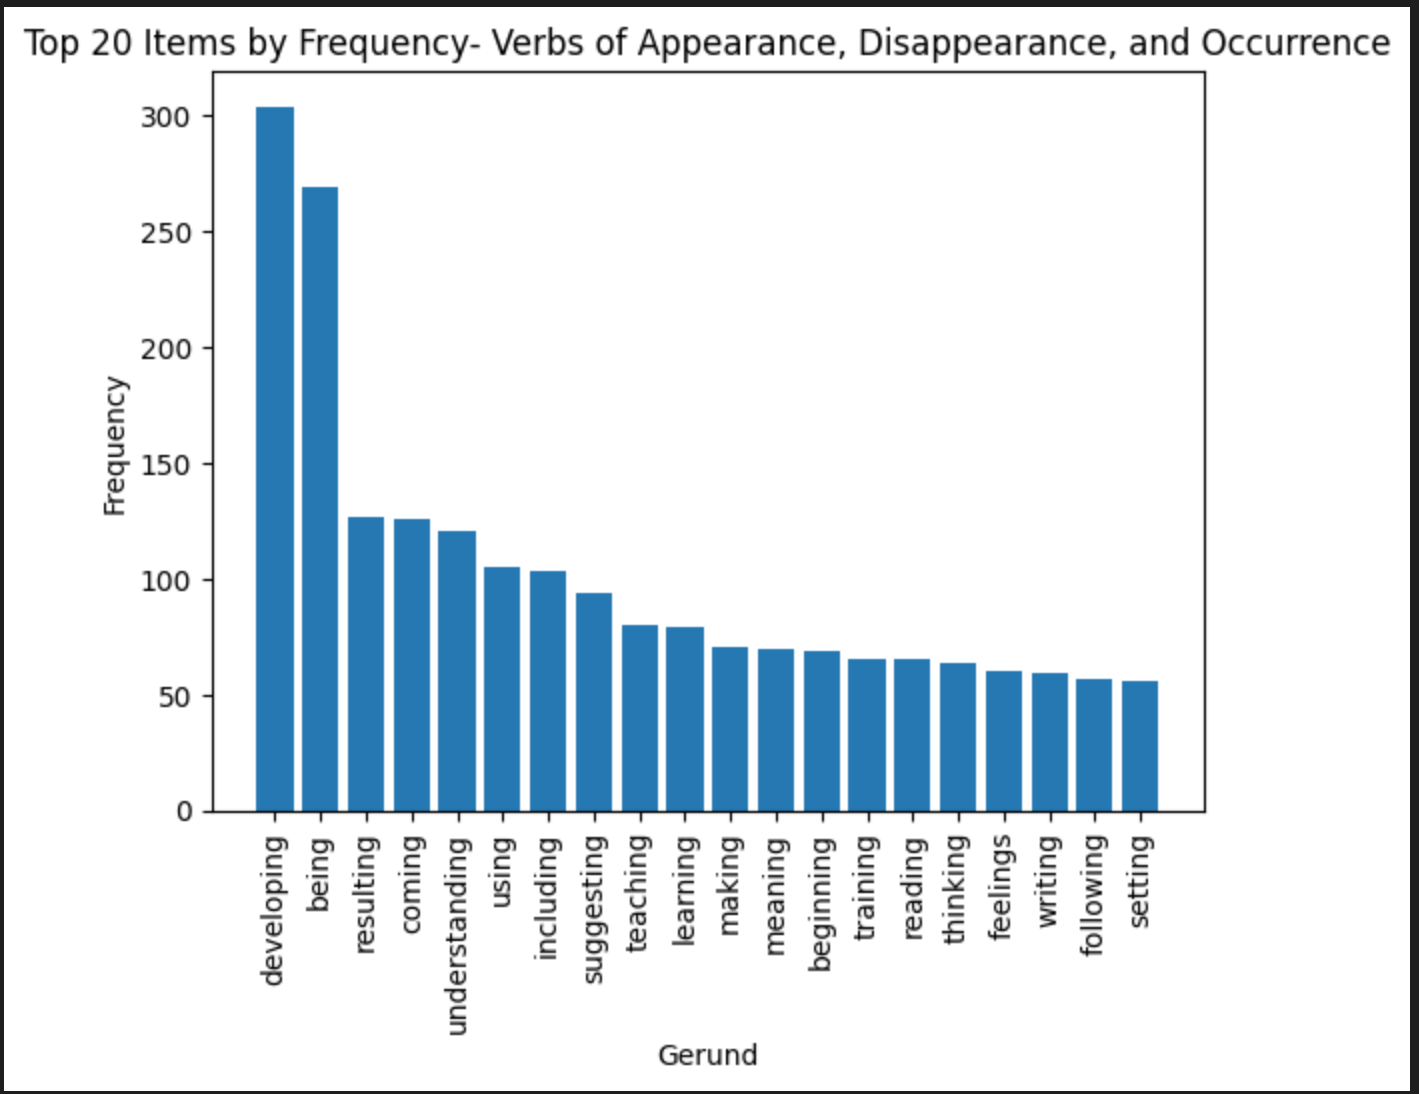 Top 20 Items by Frequency- Verbs of Appearance, Disappearance, and Occurrence
300
250
200
150
100
50
0
Frequency
developing
being
resulting
coming
understanding
using
including
suggesting
teaching
learning
making
meaning
beginning
training
reading
thinking
feelings
writing
following
setting
Gerund